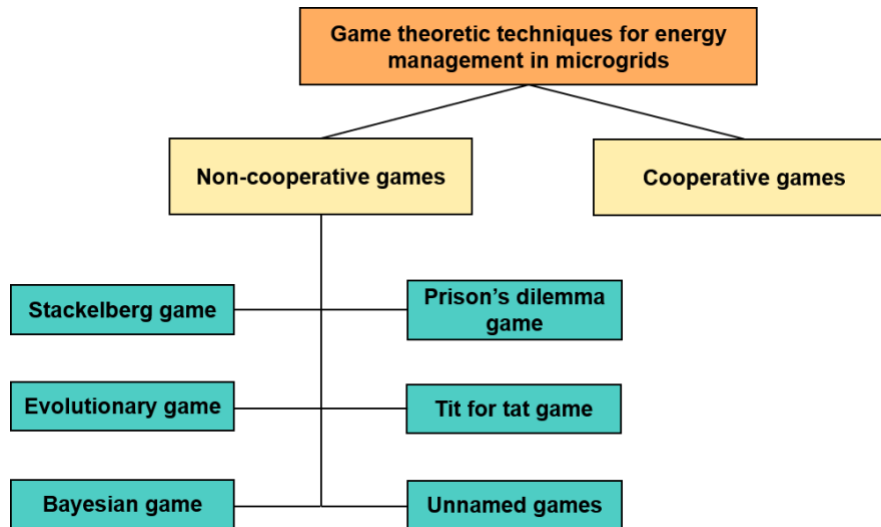 Game theoretic techniques for energy
management in microgrids
Non-cooperative games
Cooperative games
Stackelberg game
Prison’s dilemma
game
Evolutionary game
Tit for tat game
Bayesian game
Unnamed games